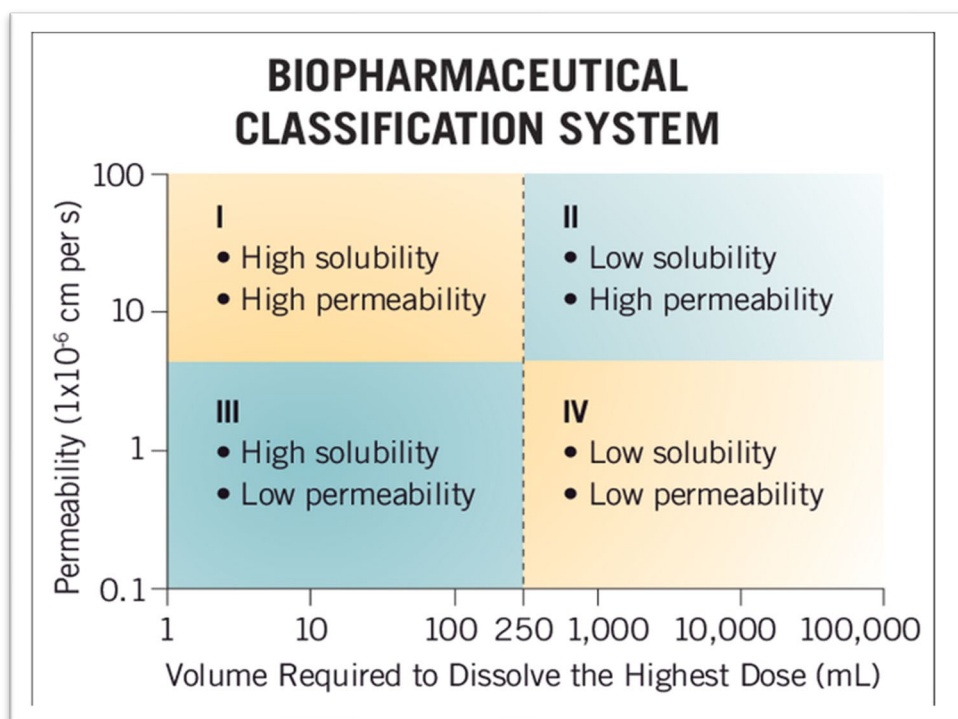 BIOPHARMACEUTICAL
CLASSIFICATION SYSTEM
Permeability (1x10⁻⁶ cm per s)
100
10
1
0.1
I
• High solubility
• High permeability
II
• Low solubility
• High permeability
III
• High solubility
• Low permeability
IV
• Low solubility
• Low permeability
1 10 100 250 1,000 10,000 100,000
Volume Required to Dissolve the Highest Dose (mL)